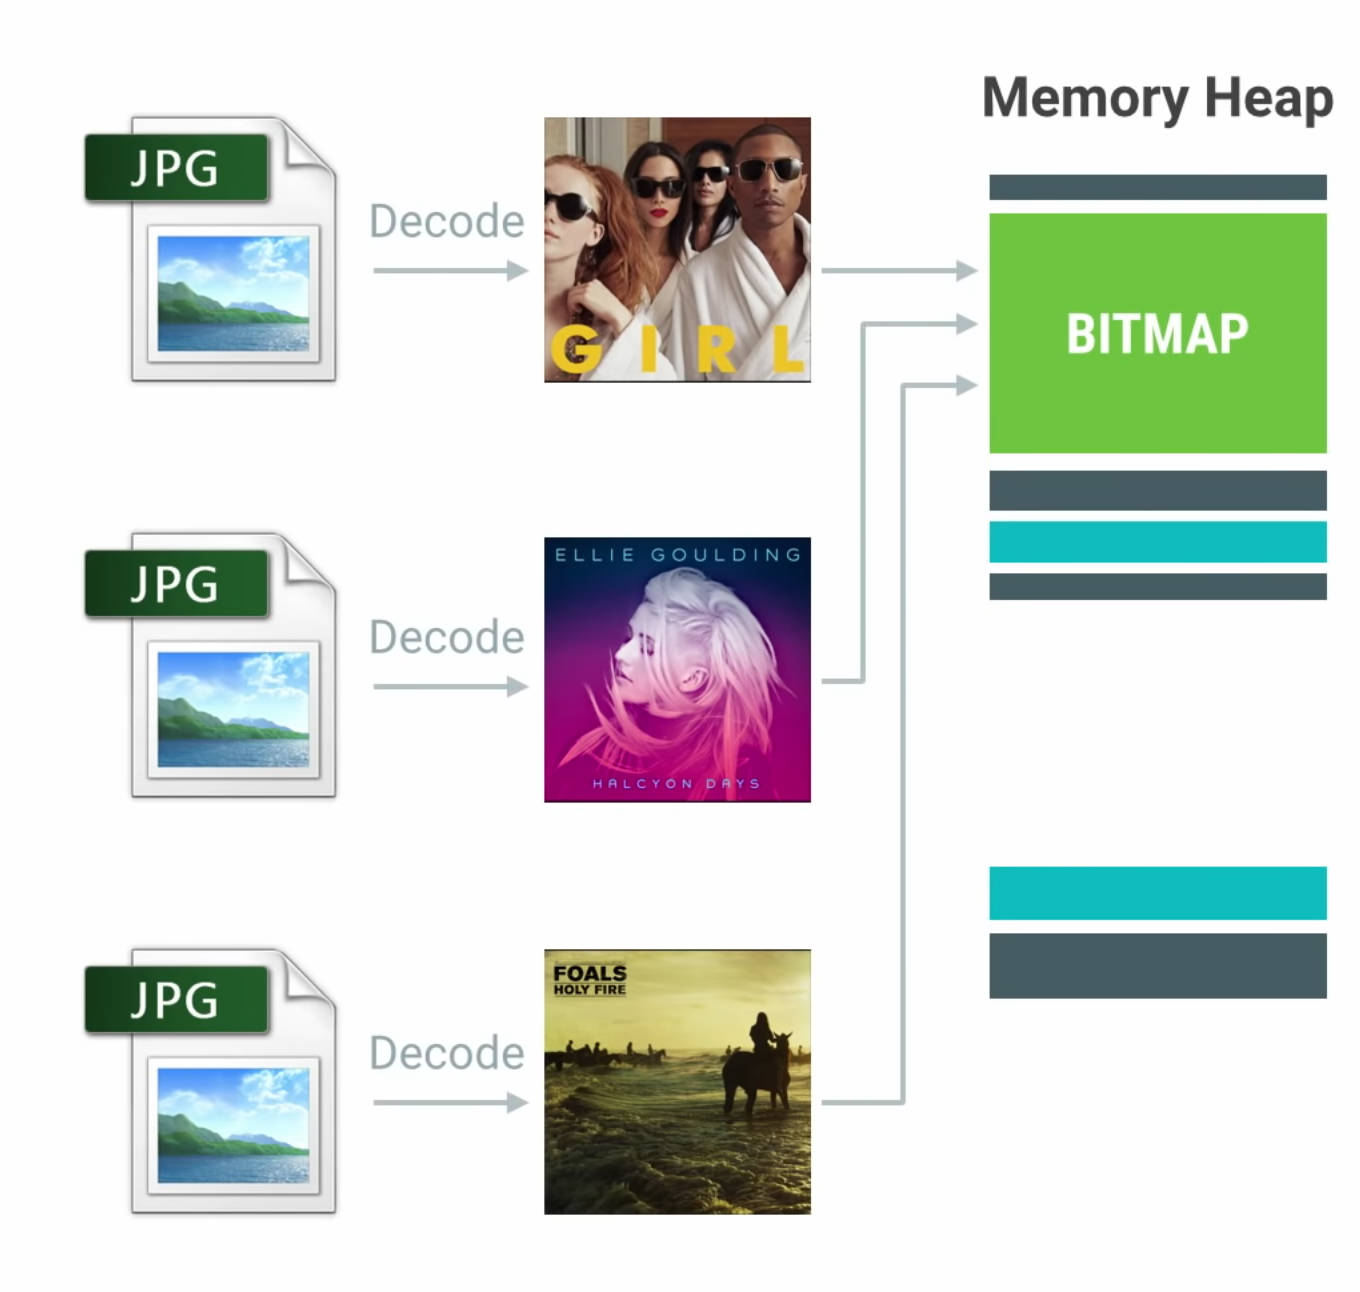 Memory Heap
JPG
Decode
GIRL
BITMAP
JPG
Decode
ELLIE GOULDING
HALCYON DAYS
JPG
Decode
FOALS
HOLY FIRE